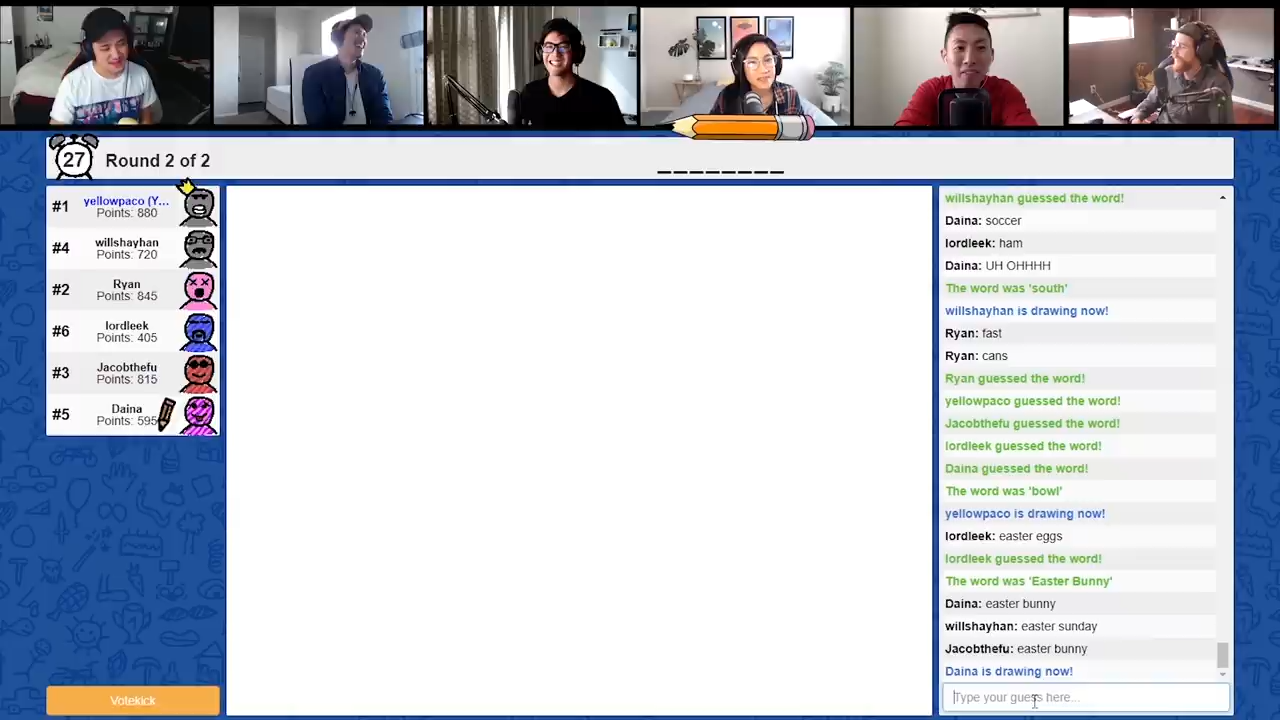 27
Round 2 of 2
________
#1
yellowpaco (Y...
Points: 880
#4
willshayhan
Points: 720
#2
Ryan
Points: 845
#6
lordleek
Points: 405
#3
Jacobthefu
Points: 815
#5
Daina
Points: 595
Votekick
willshayhan guessed the word!
Daina: soccer
lordleek: ham
Daina: UH OHHHH
The word was 'south'
willshayhan is drawing now!
Ryan: fast
Ryan: cans
Ryan guessed the word!
yellowpaco guessed the word!
Jacobthefu guessed the word!
lordleek guessed the word!
Daina guessed the word!
The word was 'bowl'
yellowpaco is drawing now!
lordleek: easter eggs
lordleek guessed the word!
The word was 'Easter Bunny'
Daina: easter bunny
willshayhan: easter sunday
Jacobthefu: easter bunny
Daina is drawing now!
Type your guess here...